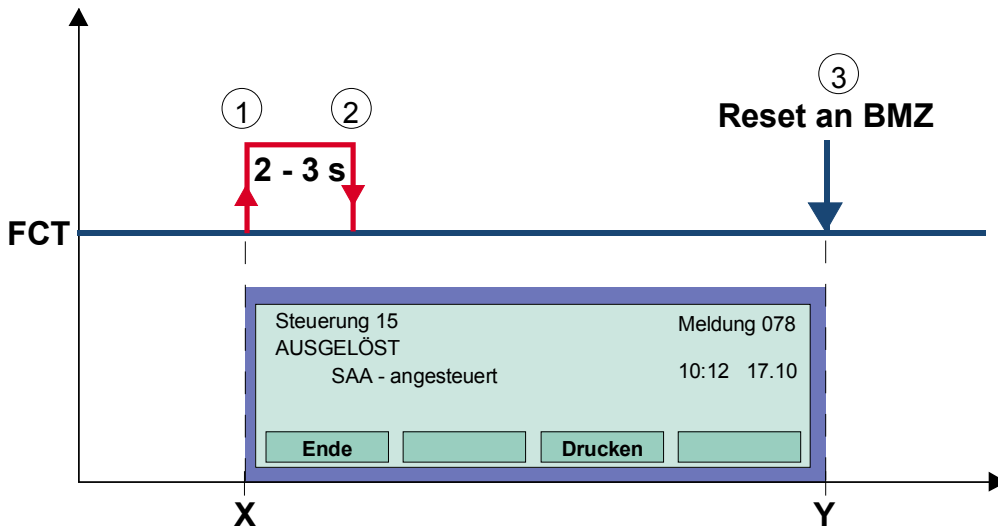 1
2
3
Reset an BMZ
2 - 3 s
FCT
Steuerung 15
Meldung 078
AUSGELÖST
SAA - angesteuert
10:12 17.10
Ende
Drucken
X
Y